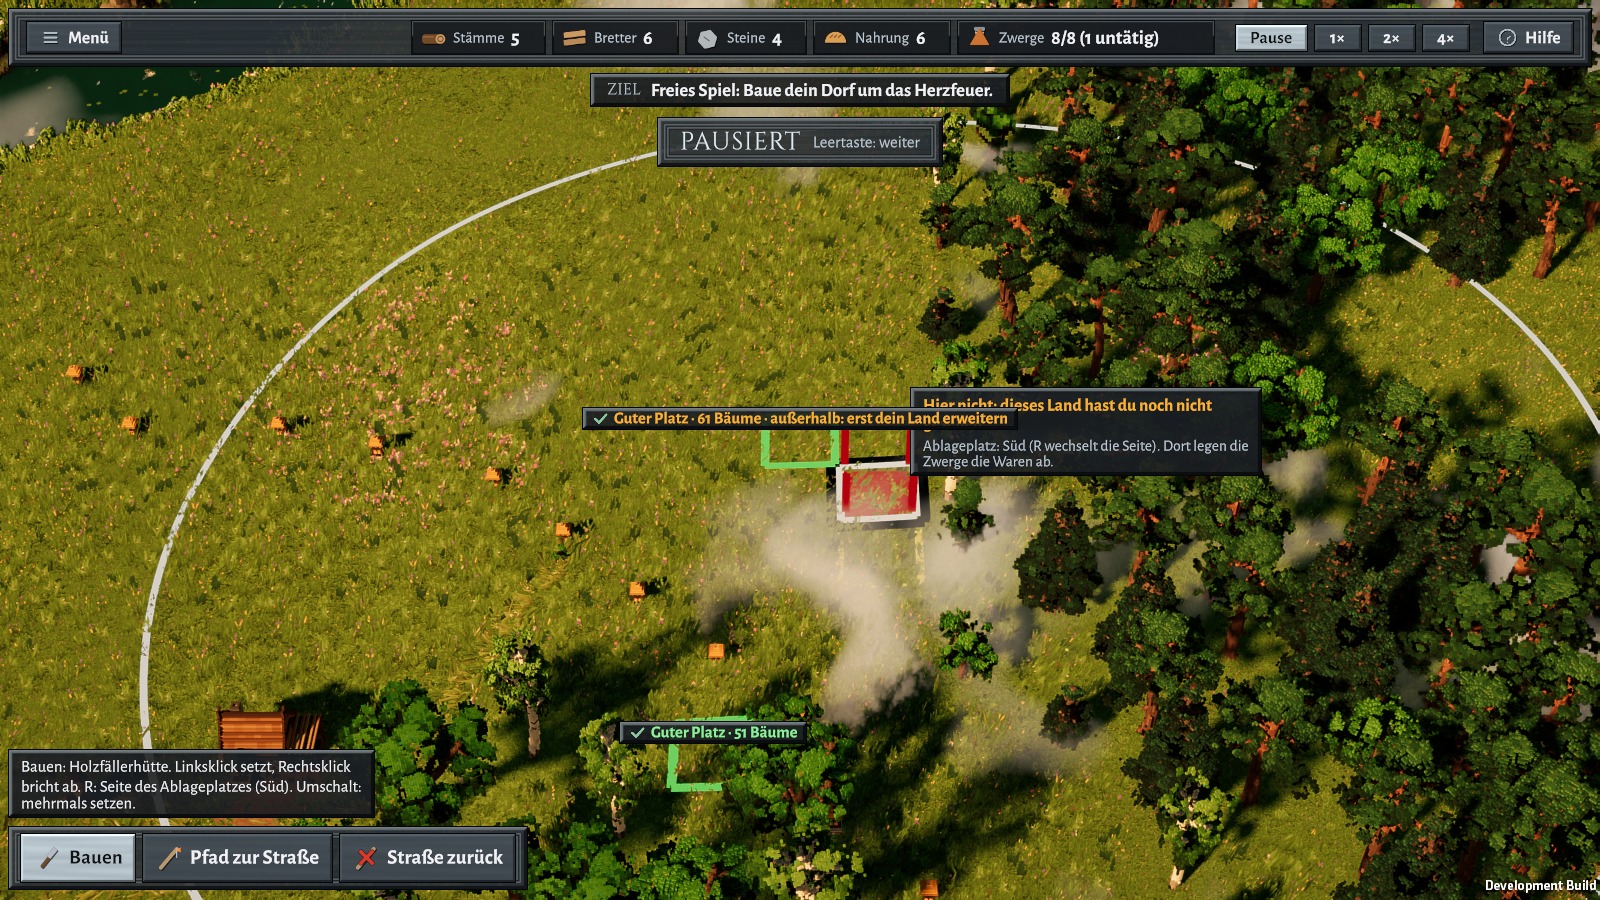 Menü
Stämme 5
Bretter 6
Steine 4
Nahrung 6
Zwerge 8/8 (1 untätig)
Pause
1×
2×
4×
Hilfe
ZIEL Freies Spiel: Baue dein Dorf um das Herzfeuer.
PAUSIERT Leertaste: weiter
Hier nicht: dieses Land hast du noch nicht
Guter Platz · 61 Bäume · außerhalb: erst dein Land erweitern
Ablageplatz: Süd (R wechselt die Seite). Dort legen die
Zwerge die Waren ab.
Guter Platz · 51 Bäume
Bauen: Holzfällerhütte. Linksklick setzt, Rechtsklick
bricht ab. R: Seite des Ablageplatzes (Süd). Umschalt:
mehrmals setzen.
Bauen
Pfad zur Straße
Straße zurück
Development Build